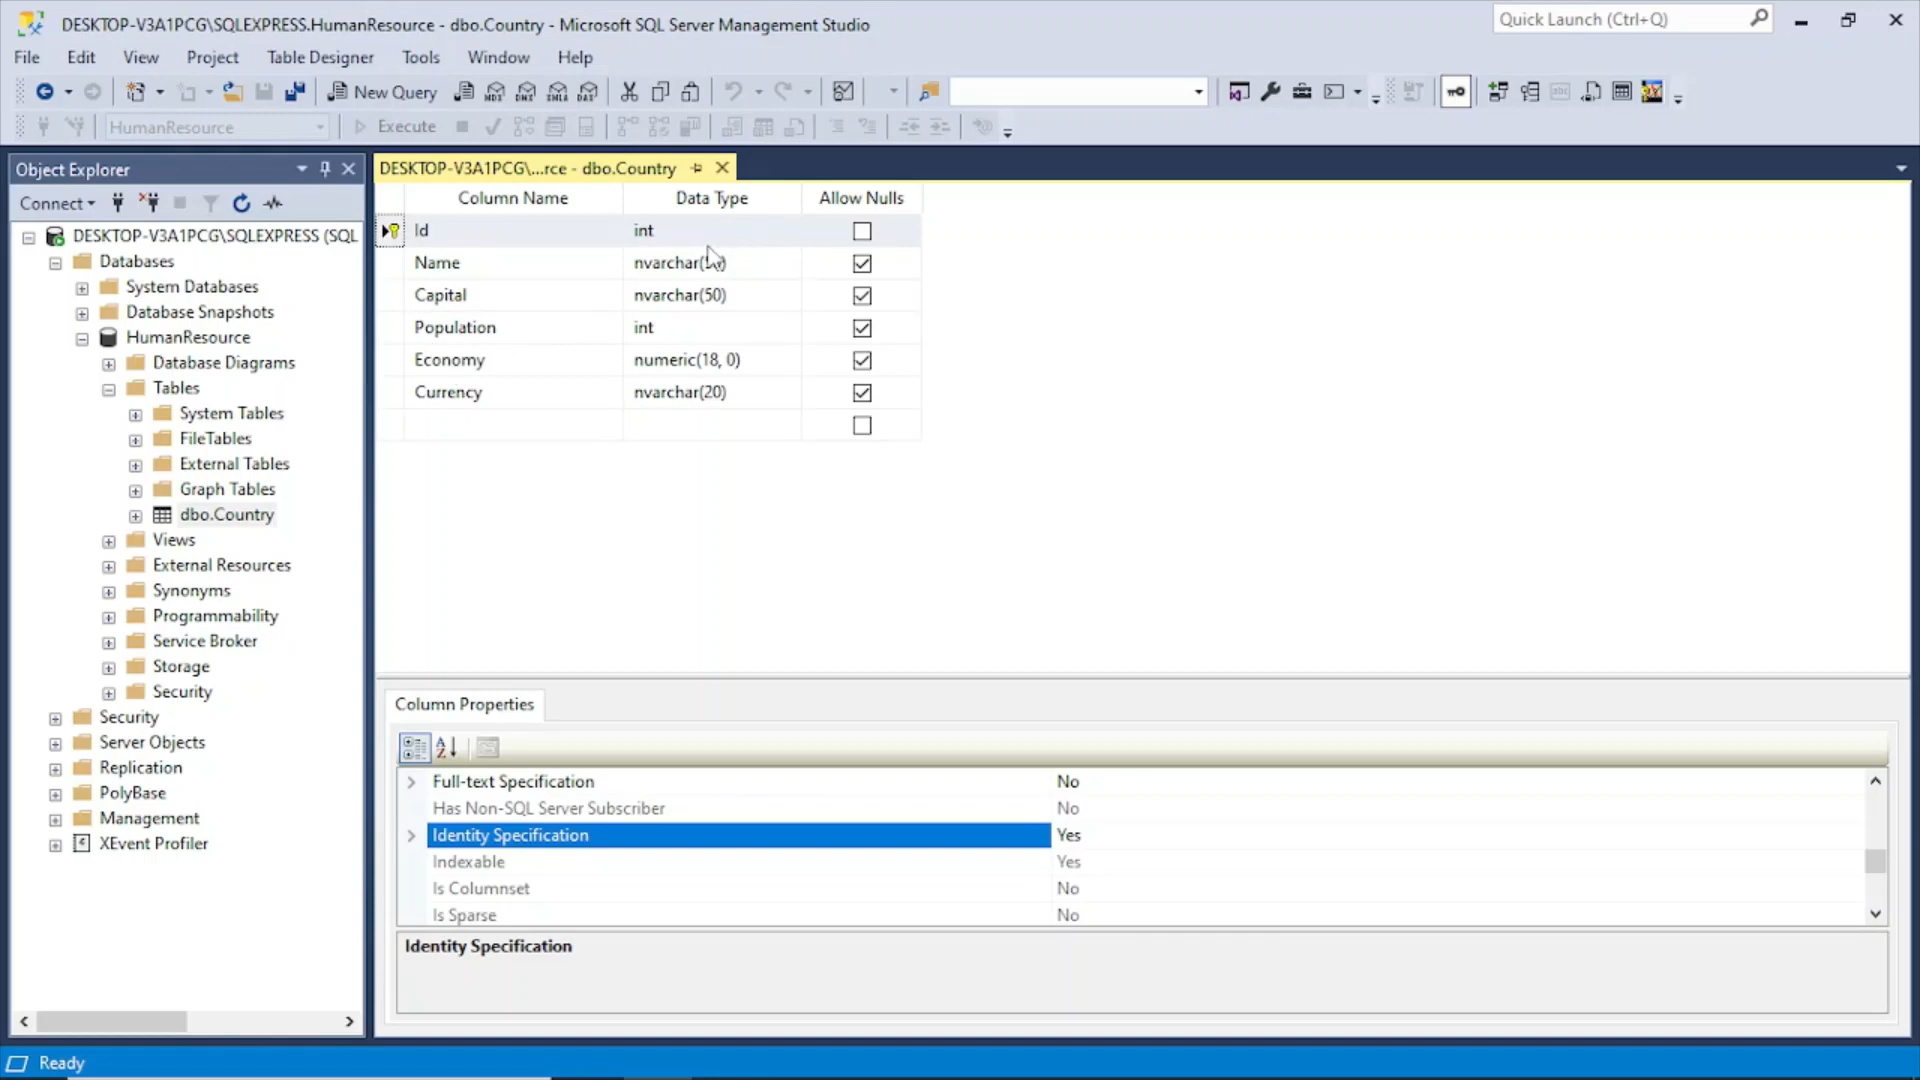 DESKTOP-V3A1PCG\SQLEXPRESS.HumanResource - dbo.Country - Microsoft SQL Server Management Studio
Quick Launch (Ctrl+Q)
File Edit View Project Table Designer Tools Window Help
New Query
HumanResource
Execute
Object Explorer
Connect
DESKTOP-V3A1PCG\SQLEXPRESS (SQL
Databases
System Databases
Database Snapshots
HumanResource
Database Diagrams
Tables
System Tables
FileTables
External Tables
Graph Tables
dbo.Country
Views
External Resources
Synonyms
Programmability
Service Broker
Storage
Security
Security
Server Objects
Replication
PolyBase
Management
XEvent Profiler
DESKTOP-V3A1PCG\...rce - dbo.Country
Column Name Data Type Allow Nulls
Id int
Name
Capital nvarchar(50)
Population int
Economy numeric(18, 0)
Currency nvarchar(20)
Column Properties
Full-text Specification No
Has Non-SQL Server Subscriber No
Identity Specification Yes
Indexable Yes
Is Columnset No
Is Sparse No
Identity Specification
Ready